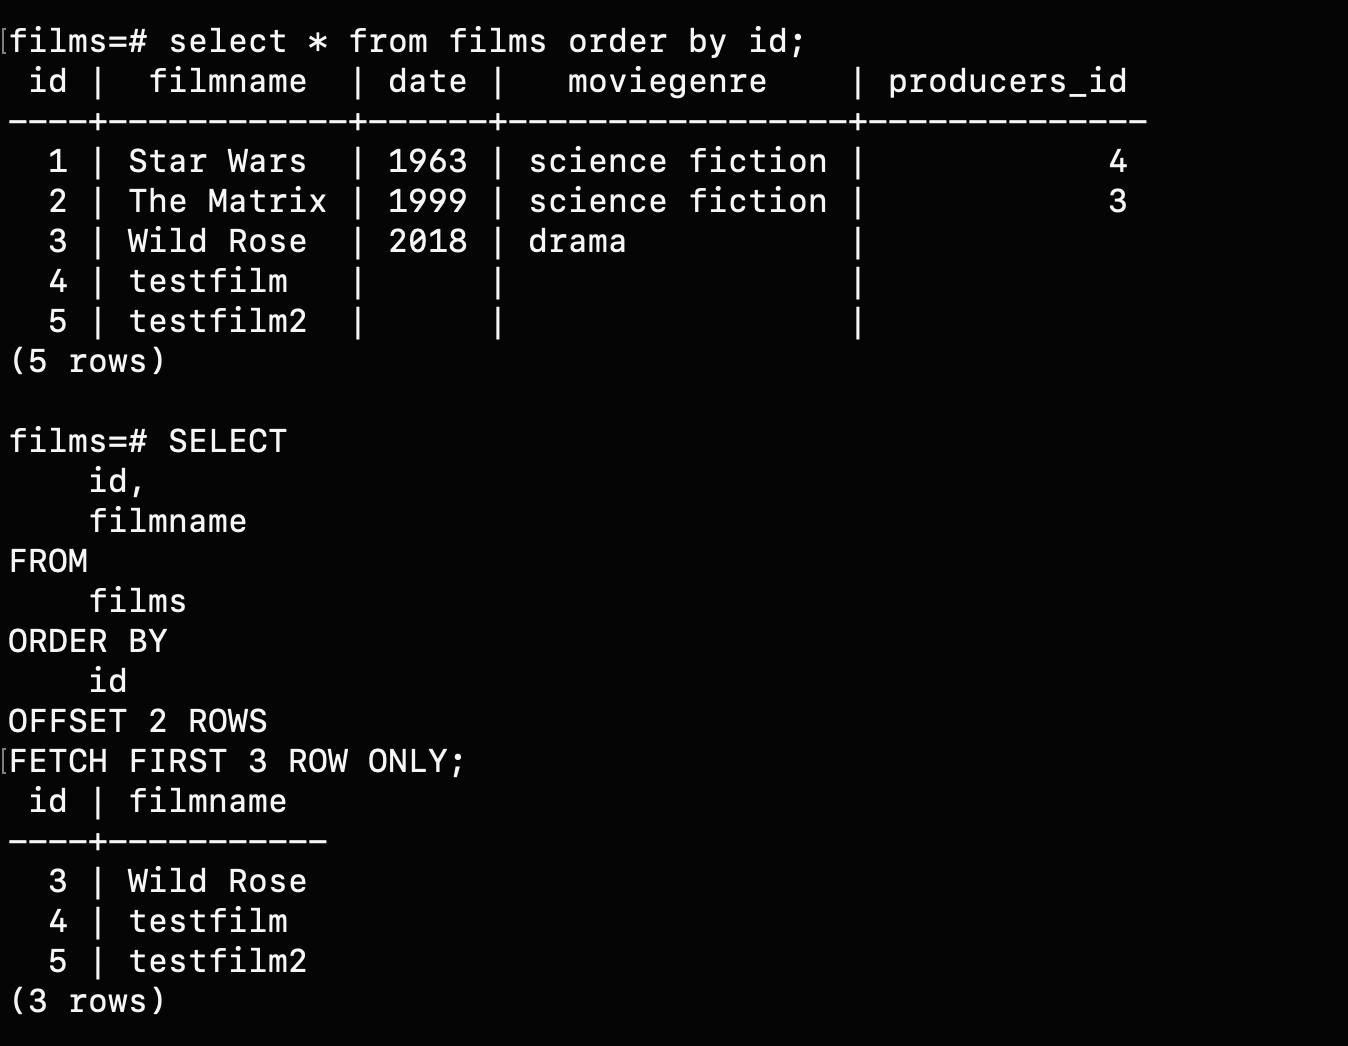 films=# select * from films order by id;
 id |  filmname  | date |   moviegenre    | producers_id
----+------------+------+-----------------+--------------
  1 | Star Wars  | 1963 | science fiction |            4
  2 | The Matrix | 1999 | science fiction |            3
  3 | Wild Rose  | 2018 | drama           |
  4 | testfilm   |      |                 |
  5 | testfilm2  |      |                 |
(5 rows)

films=# SELECT
    id,
    filmname
FROM
    films
ORDER BY
    id
OFFSET 2 ROWS
FETCH FIRST 3 ROW ONLY;
 id | filmname
----+-----------
  3 | Wild Rose
  4 | testfilm
  5 | testfilm2
(3 rows)